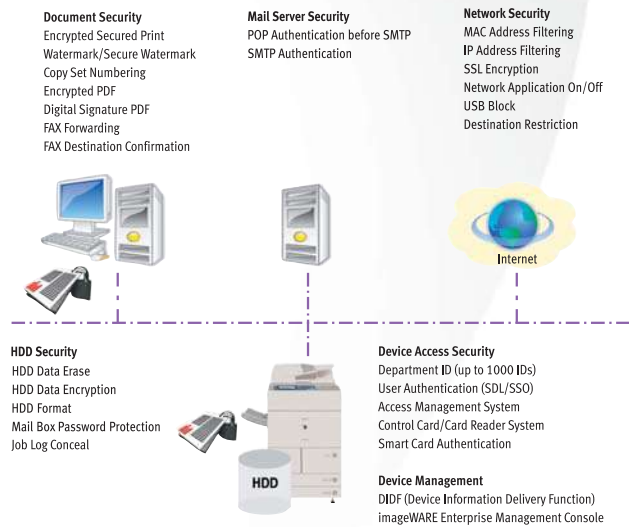 Document Security
Encrypted Secured Print
Watermark/Secure Watermark
Copy Set Numbering
Encrypted PDF
Digital Signature PDF
FAX Forwarding
FAX Destination Confirmation
Mail Server Security
POP Authentication before SMTP
SMTP Authentication
Network Security
MAC Address Filtering
IP Address Filtering
SSL Encryption
Network Application On/Off
USB Block
Destination Restriction
Internet
HDD Security
HDD Data Erase
HDD Data Encryption
HDD Format
Mail Box Password Protection
Job Log Conceal
HDD
Device Access Security
Department ID (up to 1000 IDs)
User Authentication (SDL/SSO)
Access Management System
Control Card/Card Reader System
Smart Card Authentication
Device Management
DIDF (Device Information Delivery Function)
imageWARE Enterprise Management Console